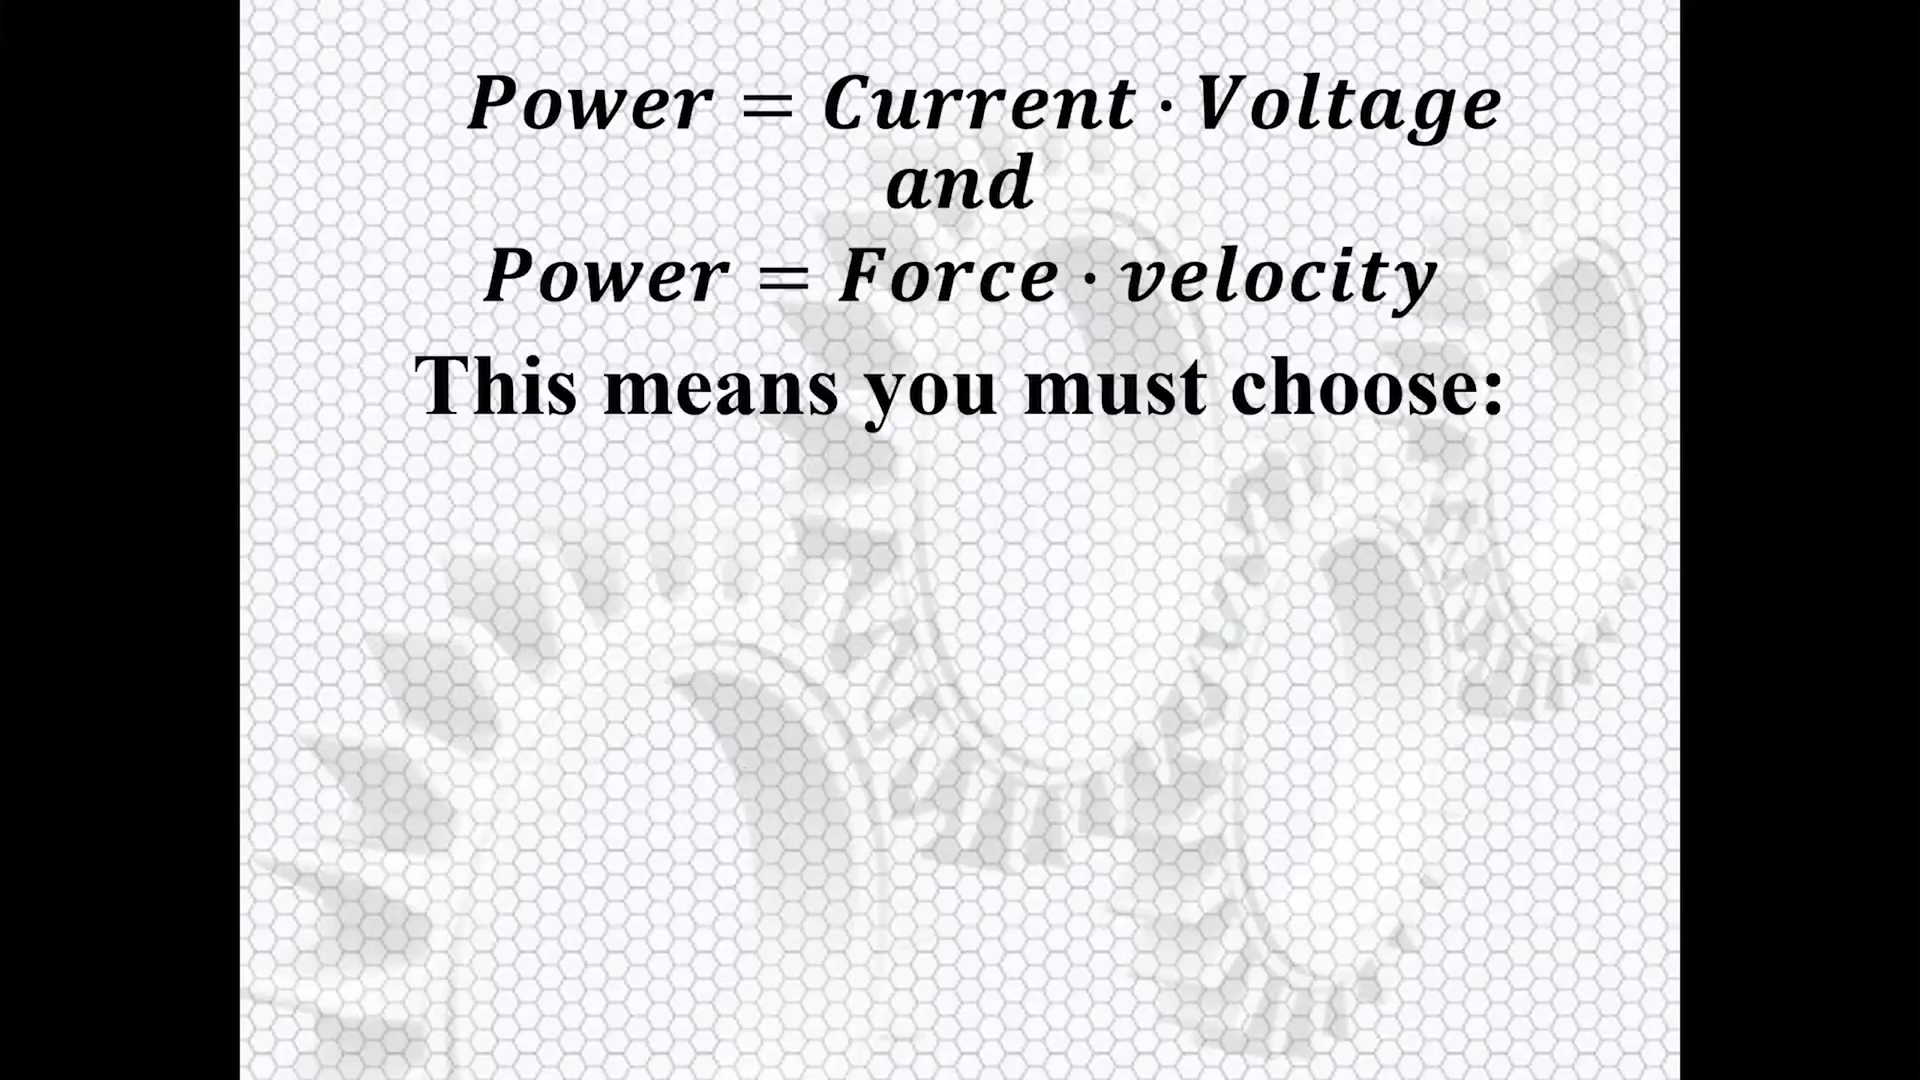 Power = Current · Voltage
and
Power = Force · velocity
This means you must choose: